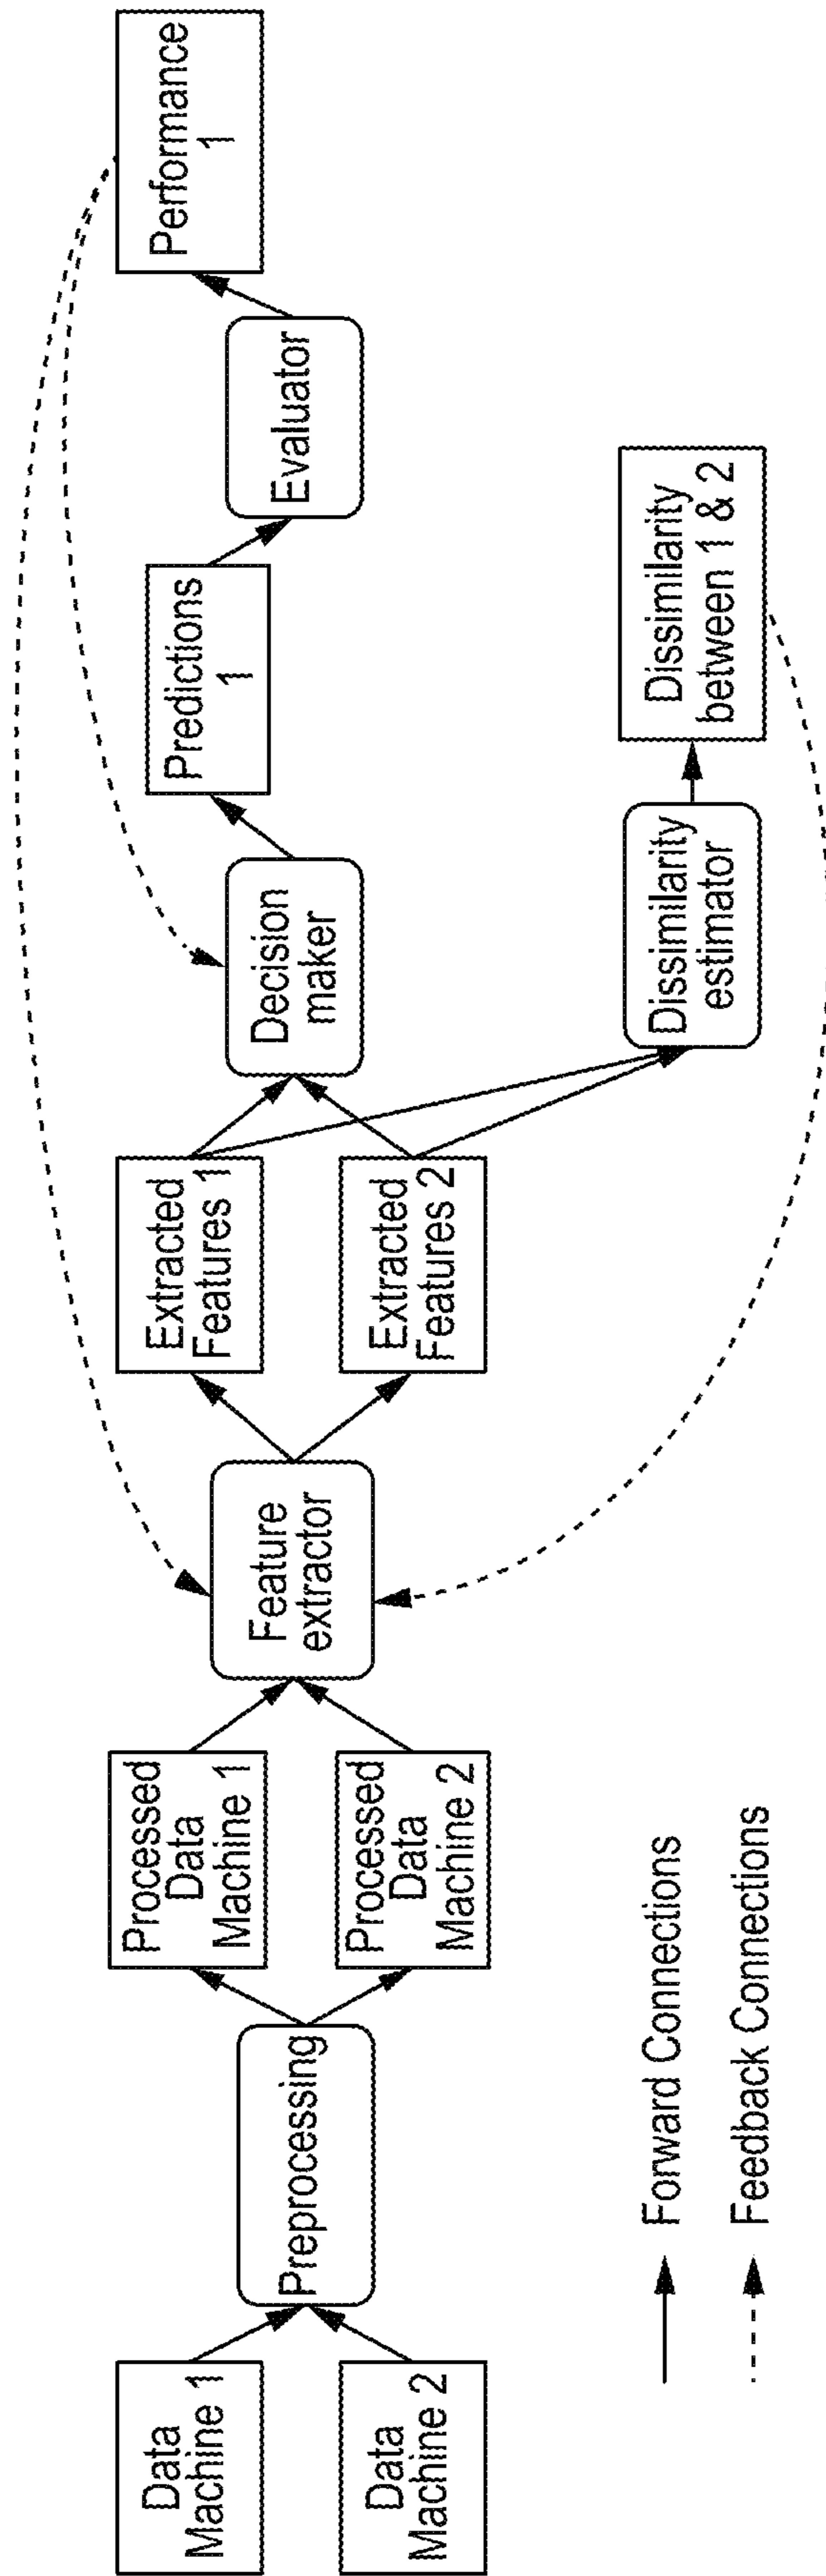 Data
Machine 1
Data
Machine 2
Preprocessing
Processed
Data
Machine 1
Processed
Data
Machine 2
Feature
extractor
Extracted
Features 1
Extracted
Features 2
Decision
maker
Predictions
1
Evaluator
Performance
1
Dissimilarity
estimator
Dissimilarity
between 1 & 2
Forward Connections
Feedback Connections